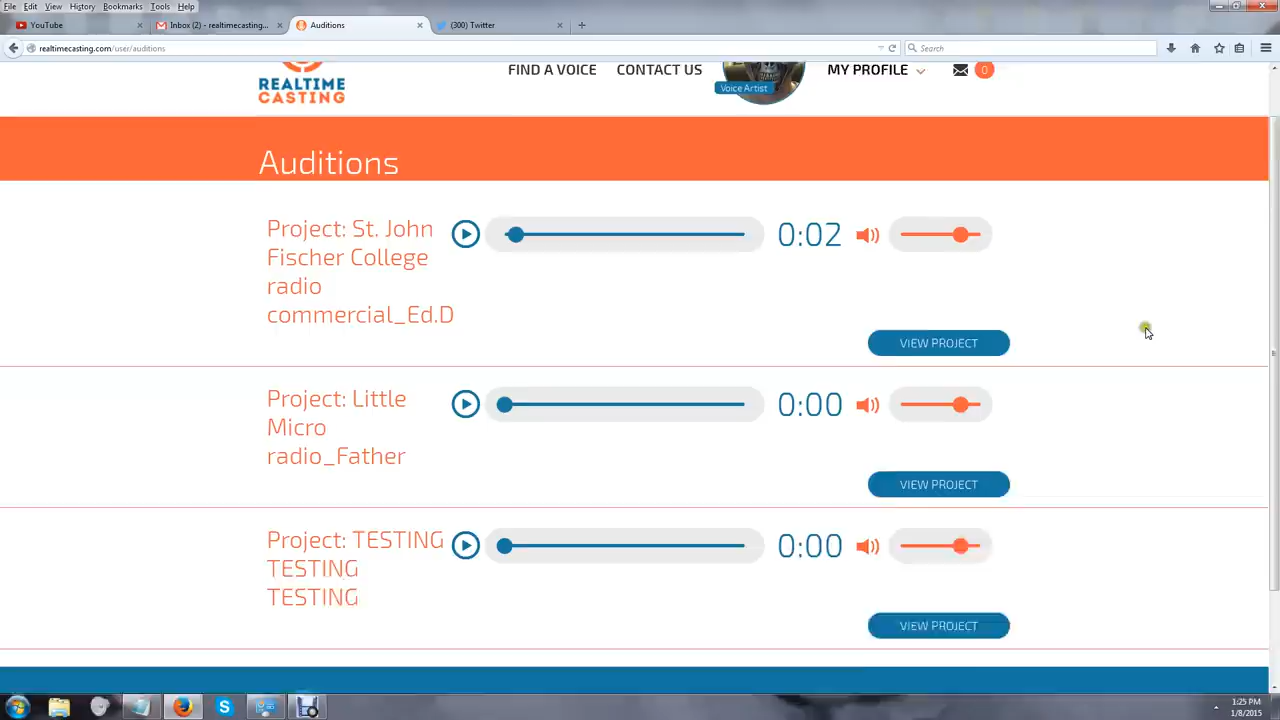 File Edit View History Bookmarks Tools Help
YouTube × Inbox (2) - realtimecasting... × Auditions × (300) Twitter × +
realtimecasting.com/user/auditions Search
REALTIME
CASTING
FIND A VOICE CONTACT US Voice Artist MY PROFILE 0
Auditions
Project: St. John
Fischer College
radio
commercial_Ed.D
0:02
VIEW PROJECT
Project: Little
Micro
radio_Father
0:00
VIEW PROJECT
Project: TESTING
TESTING
TESTING
0:00
VIEW PROJECT
1:25 PM
1/8/2015